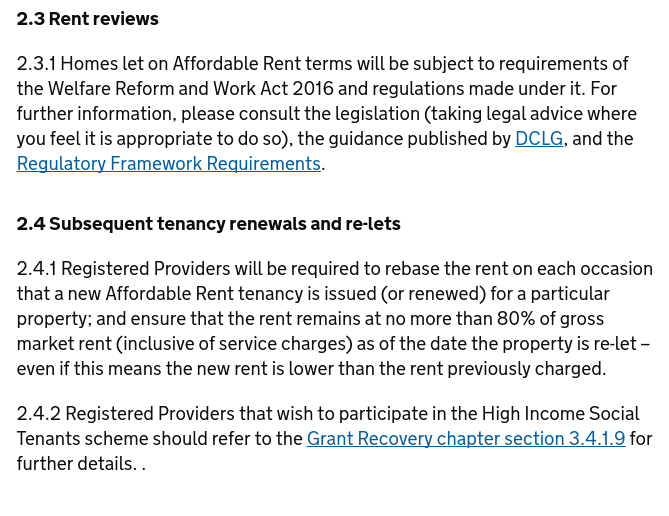 2.3 Rent reviews
2.3.1 Homes let on Affordable Rent terms will be subject to requirements of
the Welfare Reform and Work Act 2016 and regulations made under it. For
further information, please consult the legislation (taking legal advice where
you feel it is appropriate to do so), the guidance published by DCLG, and the
Regulatory Framework Requirements.
2.4 Subsequent tenancy renewals and re-lets
2.4.1 Registered Providers will be required to rebase the rent on each occasion
that a new Affordable Rent tenancy is issued (or renewed) for a particular
property; and ensure that the rent remains at no more than 80% of gross
market rent (inclusive of service charges) as of the date the property is re-let –
even if this means the new rent is lower than the rent previously charged.
2.4.2 Registered Providers that wish to participate in the High Income Social
Tenants scheme should refer to the Grant Recovery chapter section 3.4.1.9 for
further details. .